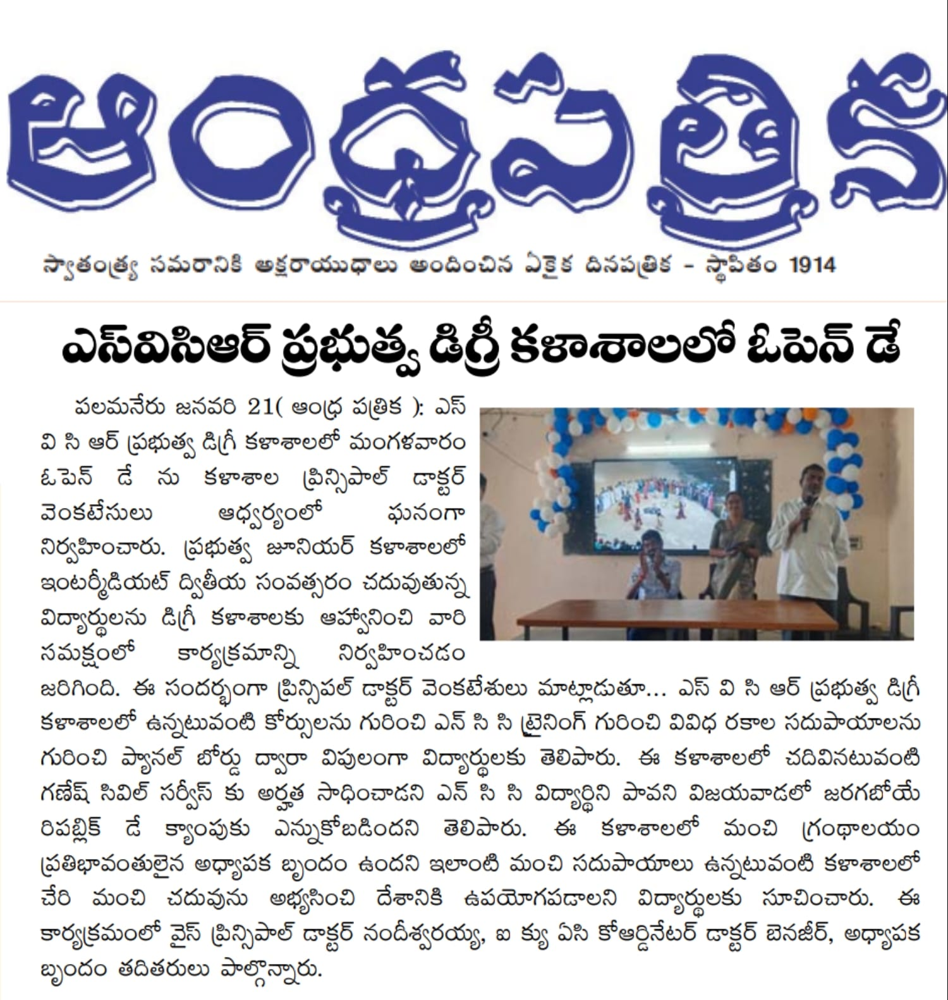 ఆంధ్రపత్రిక
స్వాతంత్ర్య సమరానికి అక్షరాయుధాలు అందించిన ఏకైక దినపత్రిక - స్థాపితం 1914
ఎస్‌విసిఆర్ ప్రభుత్వ డిగ్రీ కళాశాలలో ఓపెన్ డే
పలమనేరు జనవరి 21( ఆంధ్ర పత్రిక ): ఎస్
వి సి ఆర్ ప్రభుత్వ డిగ్రీ కళాశాలలో మంగళవారం
ఓపెన్ డే ను కళాశాల ప్రిన్సిపాల్ డాక్టర్
వెంకటేసులు ఆధ్వర్యంలో ఘనంగా
నిర్వహించారు. ప్రభుత్వ జూనియర్ కళాశాలలో
ఇంటర్మీడియట్ ద్వితీయ సంవత్సరం చదువుతున్న
విద్యార్థులను డిగ్రీ కళాశాలకు ఆహ్వానించి వారి
సమక్షంలో కార్యక్రమాన్ని నిర్వహించడం
జరిగింది. ఈ సందర్భంగా ప్రిన్సిపల్ డాక్టర్ వెంకటేశులు మాట్లాడుతూ... ఎస్ వి సి ఆర్ ప్రభుత్వ డిగ్రీ
కళాశాలలో ఉన్నటువంటి కోర్సులను గురించి ఎన్ సి సి ట్రైనింగ్ గురించి వివిధ రకాల సదుపాయాలను
గురించి ప్యానల్ బోర్డు ద్వారా విపులంగా విద్యార్థులకు తెలిపారు. ఈ కళాశాలలో చదివినటువంటి
గణేష్ సివిల్ సర్వీస్ కు అర్హత సాధించాడని ఎన్ సి సి విద్యార్థిని పావని విజయవాడలో జరగబోయే
రిపబ్లిక్ డే క్యాంపుకు ఎన్నుకోబడిందని తెలిపారు. ఈ కళాశాలలో మంచి గ్రంథాలయం
ప్రతిభావంతులైన అధ్యాపక బృందం ఉందని ఇలాంటి మంచి సదుపాయాలు ఉన్నటువంటి కళాశాలలో
చేరి మంచి చదువును అభ్యసించి దేశానికి ఉపయోగపడాలని విద్యార్థులకు సూచించారు. ఈ
కార్యక్రమంలో వైస్ ప్రిన్సిపాల్ డాక్టర్ నందీశ్వరయ్య, ఐ క్యు ఏసి కోఆర్డినేటర్ డాక్టర్ బెనజీర్, అధ్యాపక
బృందం తదితరులు పాల్గొన్నారు.